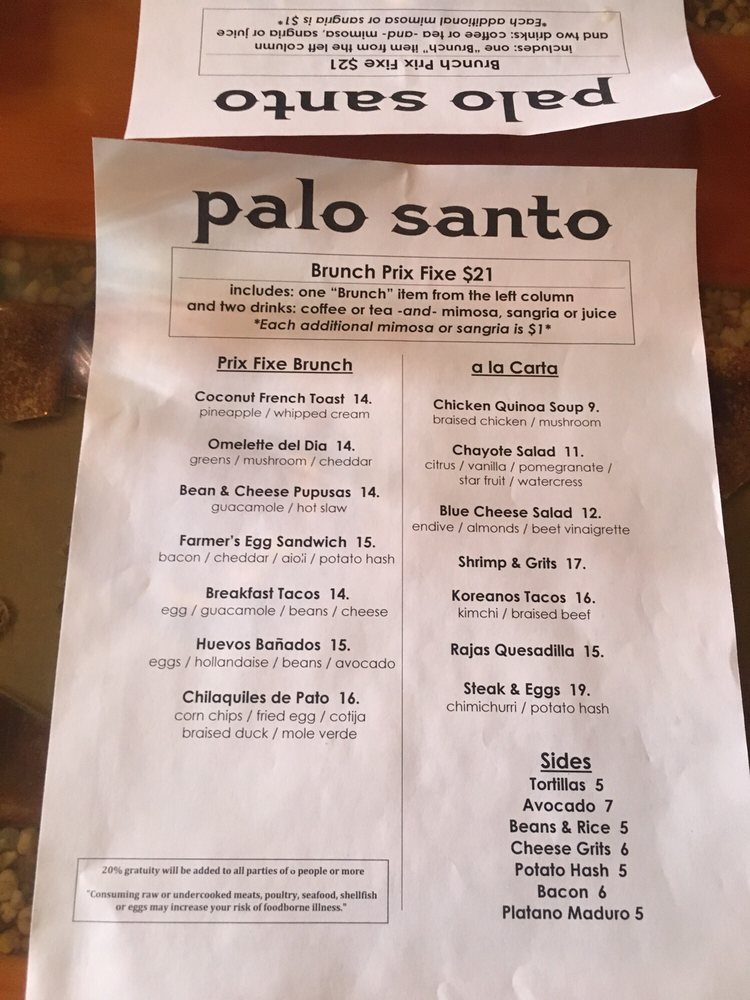 palo santo
Brunch Prix Fixe $21
includes: one "Brunch" item from the left column
and two drinks: coffee or tea -and- mimosa, sangria or juice
*Each additional mimosa or sangria is $1*
palo santo
Brunch Prix Fixe $21
includes: one “Brunch” item from the left column
and two drinks: coffee or tea -and- mimosa, sangria or juice
*Each additional mimosa or sangria is $1*
Prix Fixe Brunch
Coconut French Toast 14.
pineapple / whipped cream
Omelette del Dia 14.
greens / mushroom / cheddar
Bean & Cheese Pupusas 14.
guacamole / hot slaw
Farmer's Egg Sandwich 15.
bacon / cheddar / aioli / potato hash
Breakfast Tacos 14.
egg / guacamole / beans / cheese
Huevos Bañados 15.
eggs / hollandaise / beans / avocado
Chilaquiles de Pato 16.
corn chips / fried egg / cotija
braised duck / mole verde
20% gratuity will be added to all parties of people or more
"Consuming raw or undercooked meats, poultry, seafood, shellfish
or eggs may increase your risk of foodborne illness."
a la Carta
Chicken Quinoa Soup 9.
braised chicken / mushroom
Chayote Salad 11.
citrus / vanilla / pomegranate /
star fruit / watercress
Blue Cheese Salad 12.
endive / almonds / beet vinaigrette
Shrimp & Grits 17.
Koreanos Tacos 16.
kimchi / braised beef
Rajas Quesadilla 15.
Steak & Eggs 19.
chimichurri / potato hash
Sides
Tortillas 5
Avocado 7
Beans & Rice 5
Cheese Grits 6
Potato Hash 5
Bacon 6
Platano Maduro 5